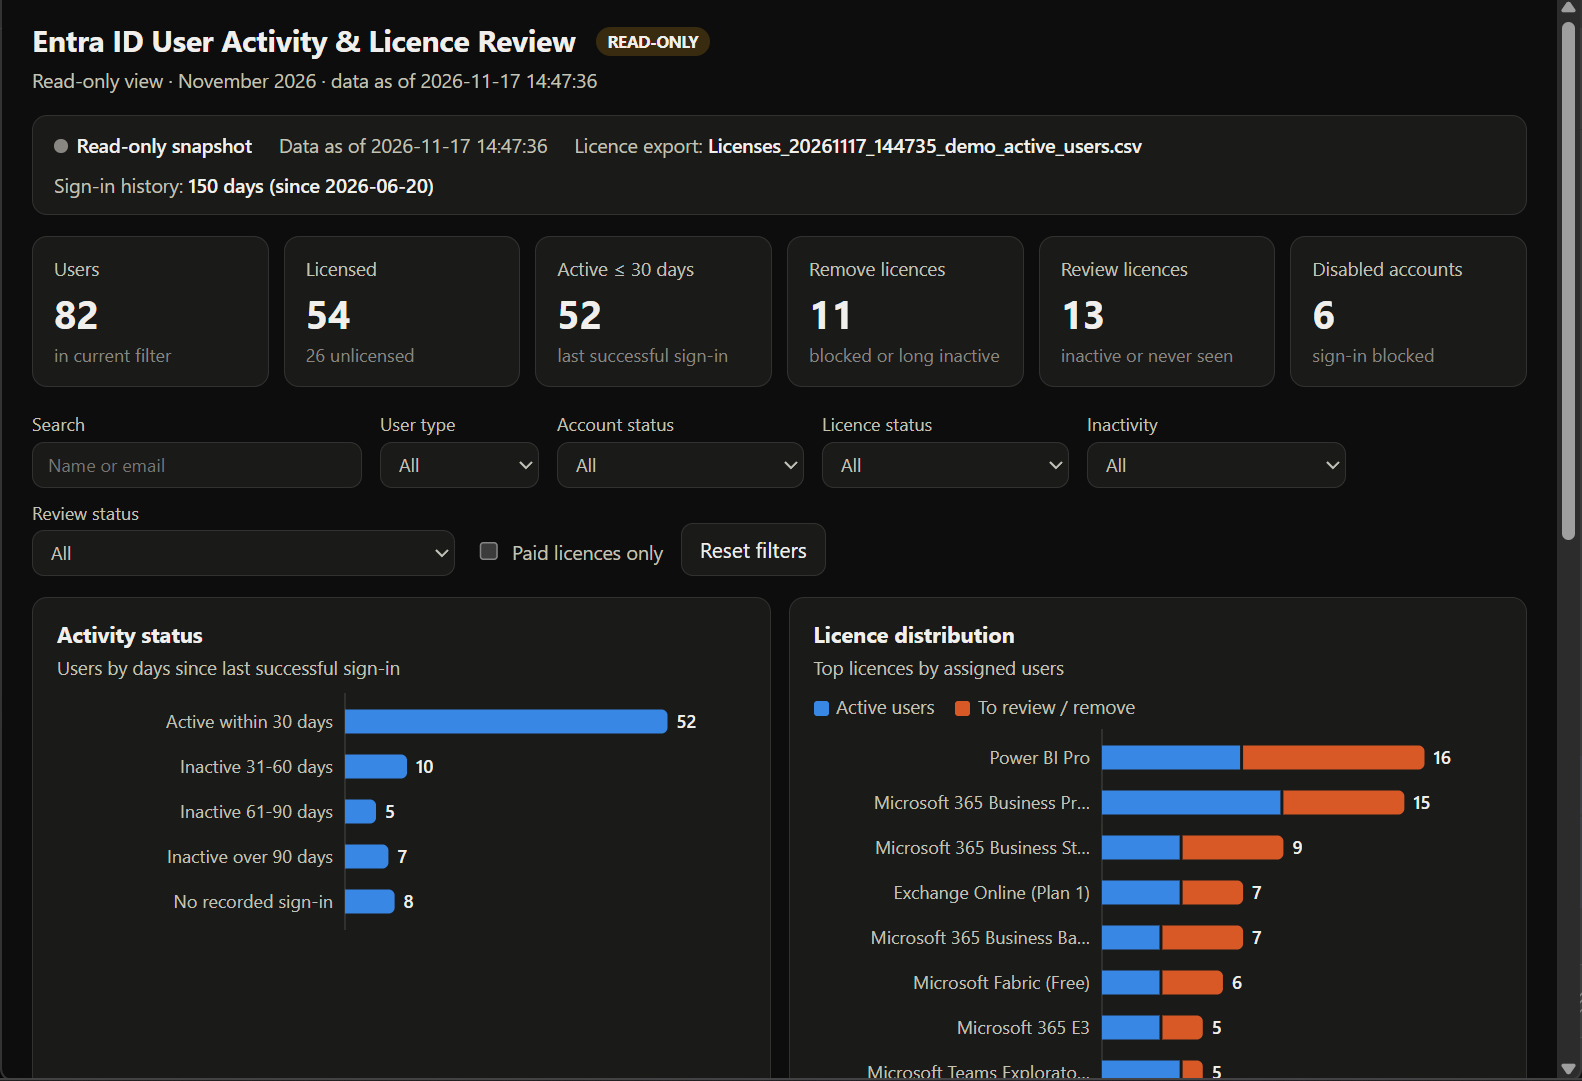 Entra ID User Activity & Licence Review READ-ONLY
Read-only view · November 2026 · data as of 2026-11-17 14:47:36
Read-only snapshot Data as of 2026-11-17 14:47:36 Licence export: Licenses_20261117_144735_demo_active_users.csv
Sign-in history: 150 days (since 2026-06-20)
Users
82
in current filter
Licensed
54
26 unlicensed
Active ≤ 30 days
52
last successful sign-in
Remove licences
11
blocked or long inactive
Review licences
13
inactive or never seen
Disabled accounts
6
sign-in blocked
Search
Name or email
User type
All
Account status
All
Licence status
All
Inactivity
All
Review status
All
Paid licences only
Reset filters
Activity status
Users by days since last successful sign-in
Active within 30 days 52
Inactive 31-60 days 10
Inactive 61-90 days 5
Inactive over 90 days 7
No recorded sign-in 8
Licence distribution
Top licences by assigned users
Active users To review / remove
Power BI Pro 16
Microsoft 365 Business Pr... 15
Microsoft 365 Business St... 9
Exchange Online (Plan 1) 7
Microsoft 365 Business Ba... 7
Microsoft Fabric (Free) 6
Microsoft 365 E3 5
Microsoft Teams Explorato... 5